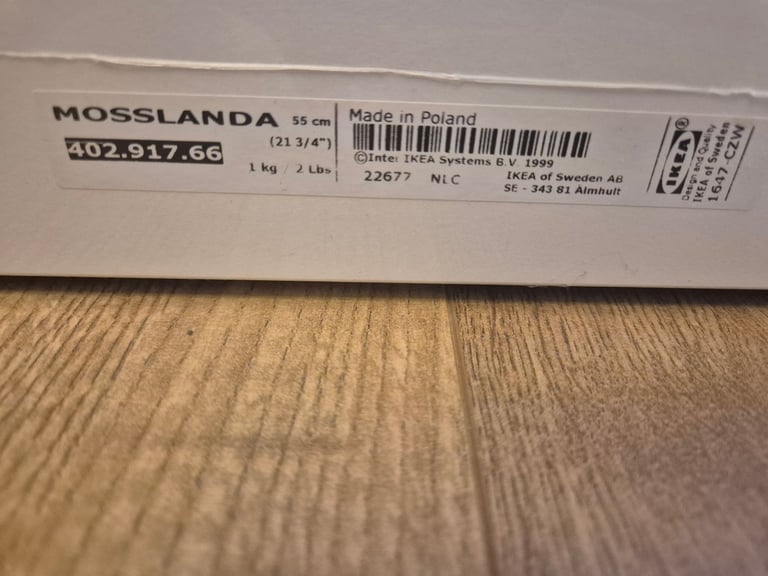 MOSSLANDA 55 cm
(21 3/4")
402.917.66
1 kg / 2 Lbs
Made in Poland
©Inter IKEA Systems B.V. 1999
22677 NLC
IKEA of Sweden AB
SE - 343 81 Älmhult
IKEA®
Design and Quality
IKEA of Sweden
1647-CZW